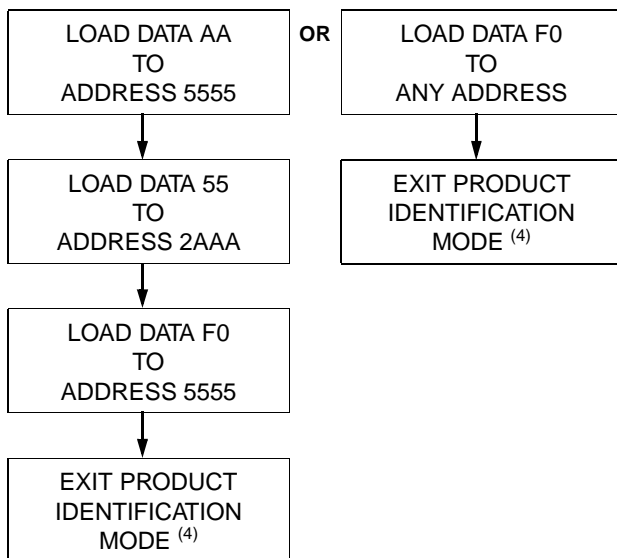 LOAD DATA AA
TO
ADDRESS 5555
LOAD DATA 55
TO
ADDRESS 2AAA
LOAD DATA F0
TO
ADDRESS 5555
EXIT PRODUCT
IDENTIFICATION
MODE (4)
OR
LOAD DATA F0
TO
ANY ADDRESS
EXIT PRODUCT
IDENTIFICATION
MODE (4)